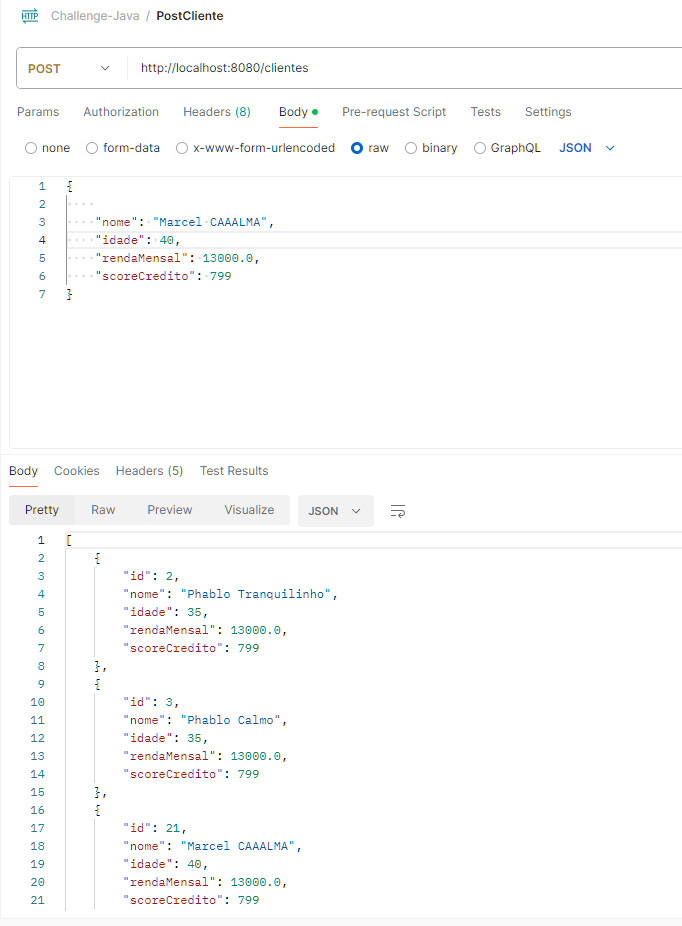 HTTP Challenge-Java / PostCliente
POST http://localhost:8080/clientes
Params Authorization Headers (8) Body Pre-request Script Tests Settings
none form-data x-www-form-urlencoded raw binary GraphQL JSON
1 {
2
3 "nome": "Marcel CAAALMA",
4 "idade": 40,
5 "rendaMensal": 13000.0,
6 "scoreCredito": 799
7 }
Body Cookies Headers (5) Test Results
Pretty Raw Preview Visualize JSON
1 [
2 {
3 "id": 2,
4 "nome": "Phablo Tranquilinho",
5 "idade": 35,
6 "rendaMensal": 13000.0,
7 "scoreCredito": 799
8 },
9 {
10 "id": 3,
11 "nome": "Phablo Calmo",
12 "idade": 35,
13 "rendaMensal": 13000.0,
14 "scoreCredito": 799
15 },
16 {
17 "id": 21,
18 "nome": "Marcel CAAALMA",
19 "idade": 40,
20 "rendaMensal": 13000.0,
21 "scoreCredito": 799